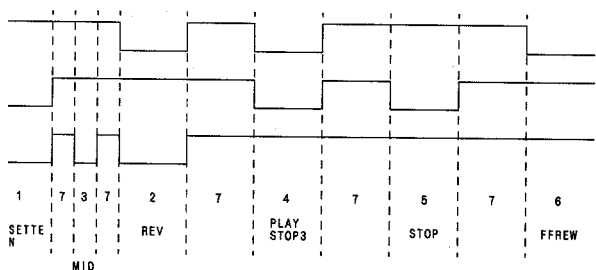 1 7 3 7 2 7 4 7 5 7 6
SETTE
N
MID
REV
PLAY
STOP3
STOP
FFREW